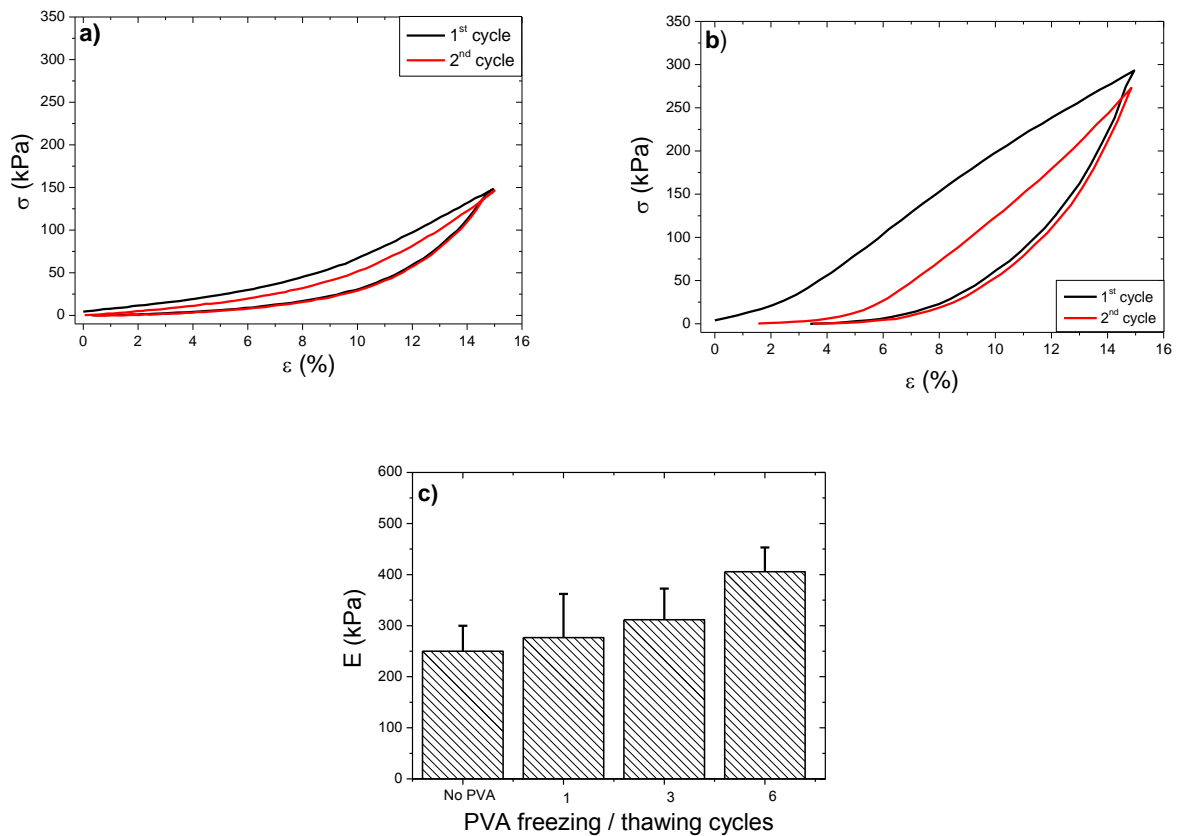 a)
1st cycle
2nd cycle
350
300
250
200
150
100
50
0
σ (kPa)
0 2 4 6 8 10 12 14 16
ε (%)
b)
350
300
250
200
150
100
50
0
σ (kPa)
1st cycle
2nd cycle
0 2 4 6 8 10 12 14 16
ε (%)
c)
600
500
400
300
200
100
0
E (kPa)
No PVA 1 3 6
PVA freezing / thawing cycles